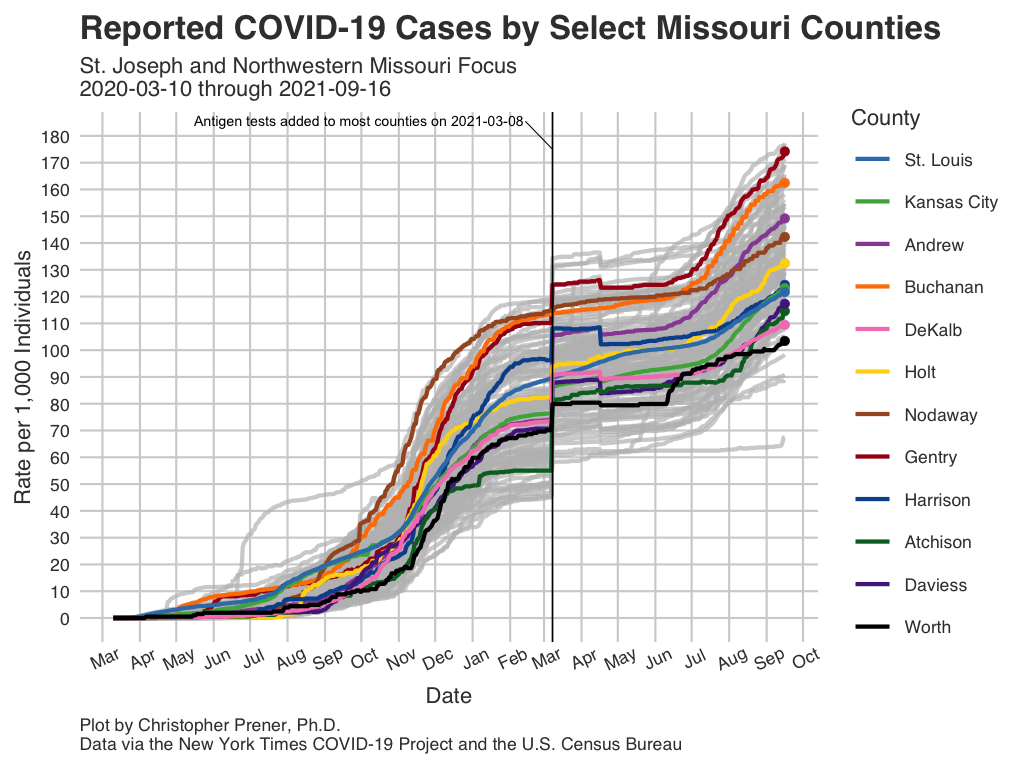 Reported COVID-19 Cases by Select Missouri Counties
St. Joseph and Northwestern Missouri Focus
2020-03-10 through 2021-09-16
Antigen tests added to most counties on 2021-03-08
Rate per 1,000 Individuals
180
170
160
150
140
130
120
110
100
90
80
70
60
50
40
30
20
10
0
Mar Apr May Jun Jul Aug Sep Oct Nov Dec Jan Feb Mar Apr May Jun Jul Aug Sep Oct
Date
County
St. Louis
Kansas City
Andrew
Buchanan
DeKalb
Holt
Nodaway
Gentry
Harrison
Atchison
Daviess
Worth
Plot by Christopher Prener, Ph.D.
Data via the New York Times COVID-19 Project and the U.S. Census Bureau